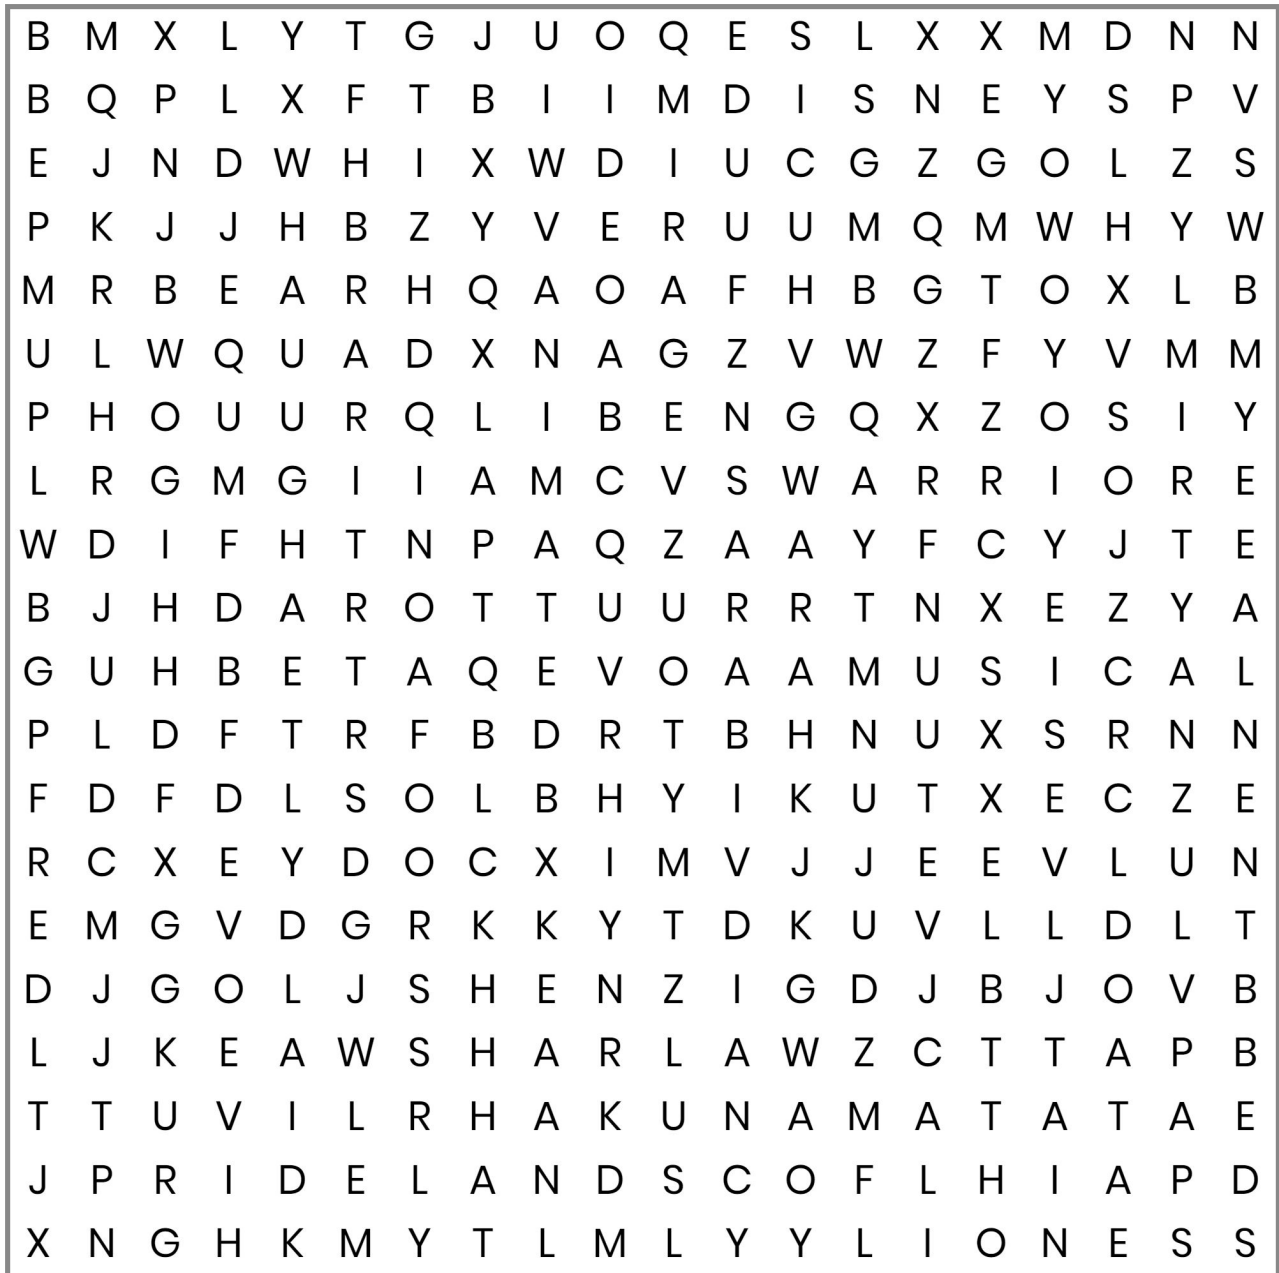 B M X L Y T G J U O Q E S L X X M D N N
B Q P L X F T B I I M D I S N E Y S P V
E J N D W H I X W D I U C G Z G O L Z S
P K J J H B Z Y V E R U U M Q M W H Y W
M R B E A R H Q A O A F H B G T O X L B
U L W Q U A D X N A G Z V W Z F Y V M M
P H O U U R Q L I B E N G Q X Z O S I Y
L R G M G I I A M C V S W A R R I O R E
W D I F H T N P A Q Z A A Y F C Y J T E
B J H D A R O T T U U R R T N X E Z Y A
G U H B E T A Q E V O A A M U S I C A L
P L D F T R F B D R T B H N U X S R N N
F D F D L S O L B H Y I K U T X E C Z E
R C X E Y D O C X I M V J J E E V L U N
E M G V D G R K K Y T D K U V L L D L T
D J G O L J S H E N Z I G D J B J O V B
L J K E A W S H A R L A W Z C T T A P B
T T U V I L R H A K U N A M A T A T A E
J P R I D E L A N D S C O F L H I A P D
X N G H K M Y T L M L Y Y L I O N E S S